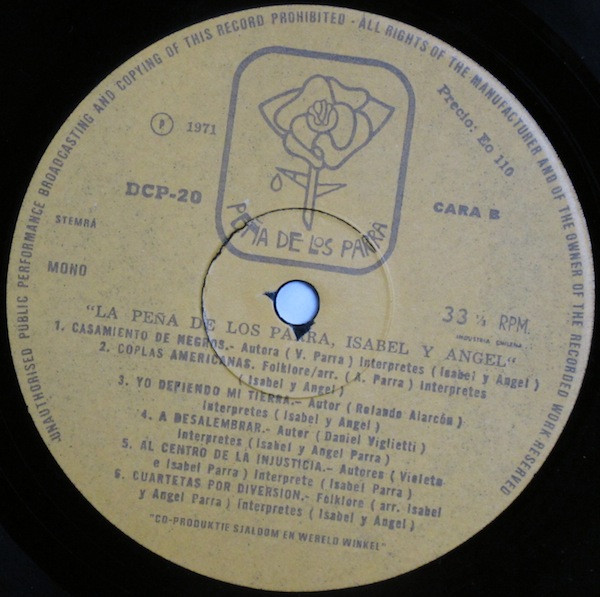 UNAUTHORISED PUBLIC PERFORMANCE BROADCASTING AND COPYING OF THIS RECORD PROHIBITED - ALL RIGHTS OF THE MANUFACTURER AND OF THE OWNER OF THE RECORDED WORK RESERVED
℗ 1971
Precio: Eo 110
DCP-20
CARA B
STEMRA
PEÑA DE LOS PARRA
MONO
33 ⅓ RPM.
INDUSTRIA CHILENA
"LA PEÑA DE LOS PARRA, ISABEL Y ANGEL"
1. CASAMIENTO DE NEGROS.- Autora ( V. Parra ) Interpretes ( Isabel y Angel )
2. COPLAS AMERICANAS. Folklore/arr. ( A. Parra ) Interpretes
( Isabel y Angel )
3. YO DEFIENDO MI TIERRA.- Autor ( Rolando Alarcón )
Interpretes ( Isabel y Angel )
4. A DESALEMBRAR.- Autor ( Daniel Viglietti )
Interpretes ( Isabel y Angel Parra )
5. AL CENTRO DE LA INJUSTICIA.- Autores ( Violeta
e Isabel Parra ) Interprete ( Isabel Parra )
6. CUARTETAS POR DIVERSION.- Folklore ( arr. Isabel
y Angel Parra ) Interpretes ( Isabel y Angel )
"CO-PRODUKTIE SJALOOM EN WERELD WINKEL"